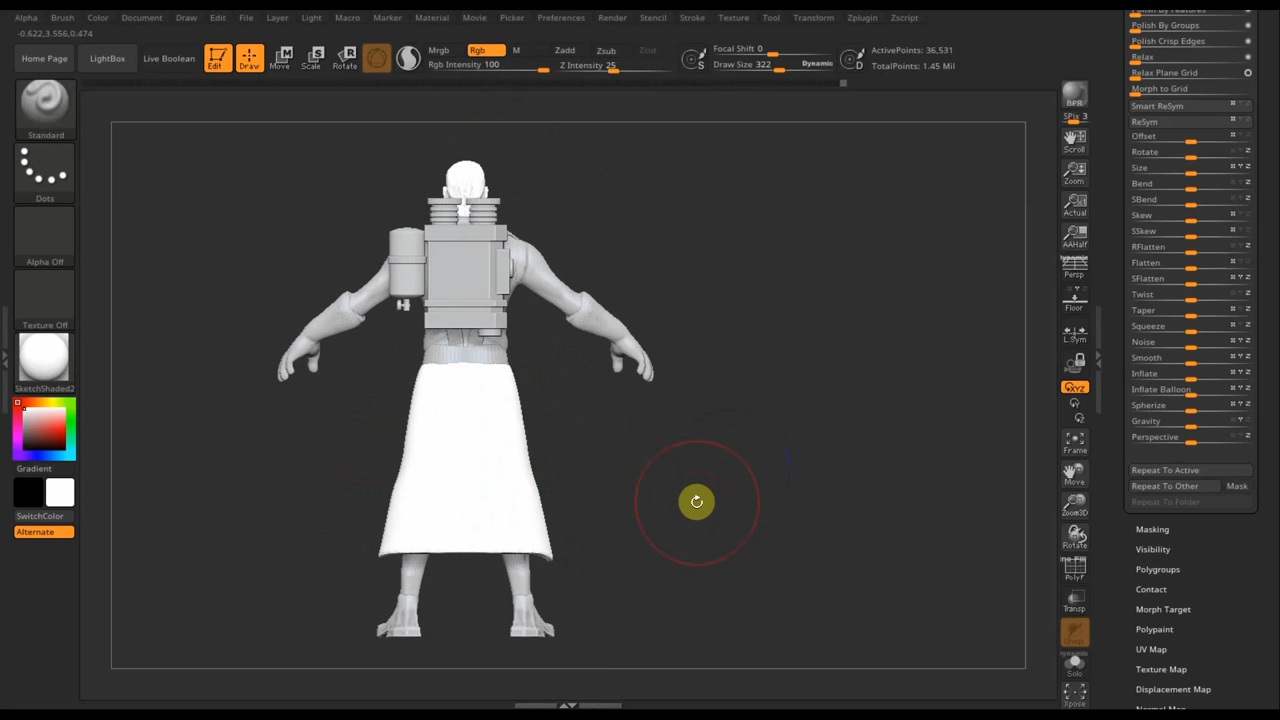 Alpha Brush Color Document Draw Edit File Layer Light Macro Marker Material Movie Picker Preferences Render Stencil Stroke Texture Tool Transform Zplugin Zscript
-0.622,3.556,0.474
Home Page LightBox Live Boolean Edit Draw Move Scale Rotate
Mrgb Rgb M Zadd Zsub Zcut
Rgb Intensity 100 Z Intensity 25
Focal Shift 0
Draw Size 322 Dynamic
ActivePoints: 36,531
TotalPoints: 1.45 Mil
S
D
Standard
Dots
Alpha Off
Texture Off
SketchShaded2
Gradient
SwitchColor
Alternate
BPR
SPix 3
Scroll
Zoom
Actual
AAHalf
Persp
Floor
L.Sym
XYZ
Frame
Move
Zoom3D
Rotate
PolyF
Transp
Solo
Xpose
Polish By Features
Polish By Groups
Polish Crisp Edges
Relax
Relax Plane Grid
Morph to Grid
Smart ReSym
ReSym
Offset
Rotate
Size
Bend
SBend
Skew
SSkew
RFlatten
Flatten
SFlatten
Twist
Taper
Squeeze
Noise
Smooth
Inflate
Inflate Balloon
Spherize
Gravity
Perspective
Repeat To Active
Repeat To Other Mask
Repeat To Folder
Masking
Visibility
Polygroups
Contact
Morph Target
Polypaint
UV Map
Texture Map
Displacement Map
Normal Map